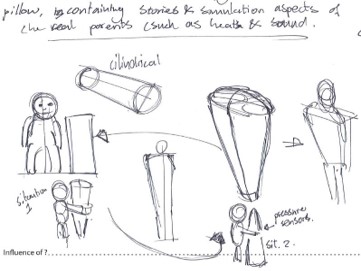 pillow, by containing stories & simulation aspects of
the real parents (such as heath & sound.
cilindrical
situation
1
pressure
sensors.
sit. 2.
Influence of ?